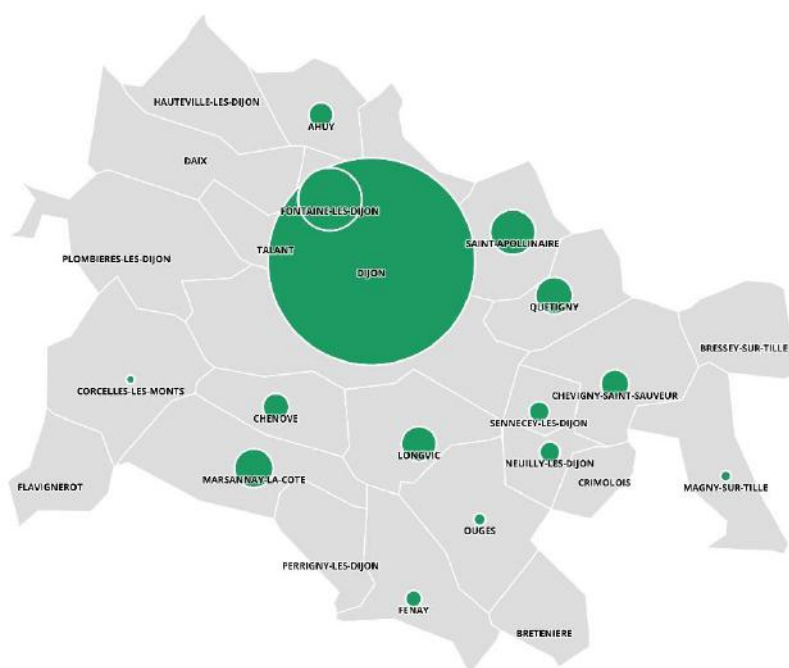 HAUTEVILLE-LES-DIJON
AHUY
DAIX
FONTAINE-LES-DIJON
TALANT
SAINT-APOLLINAIRE
PLOMBIERES-LES-DIJON
DIJON
QUETIGNY
BRESSEY-SUR-TILLE
CORCELLES-LES-MONTS
CHEVIGNY-SAINT-SAUVEUR
CHENOVE
SENNECEY-LES-DIJON
LONGVIC
NEUILLY-LES-DIJON
MARSANNAY-LA-COTE
CRIMOLOIS
FLAVIGNEROT
MAGNY-SUR-TILLE
OUGES
PERRIGNY-LES-DIJON
FENAY
BRETENIERE